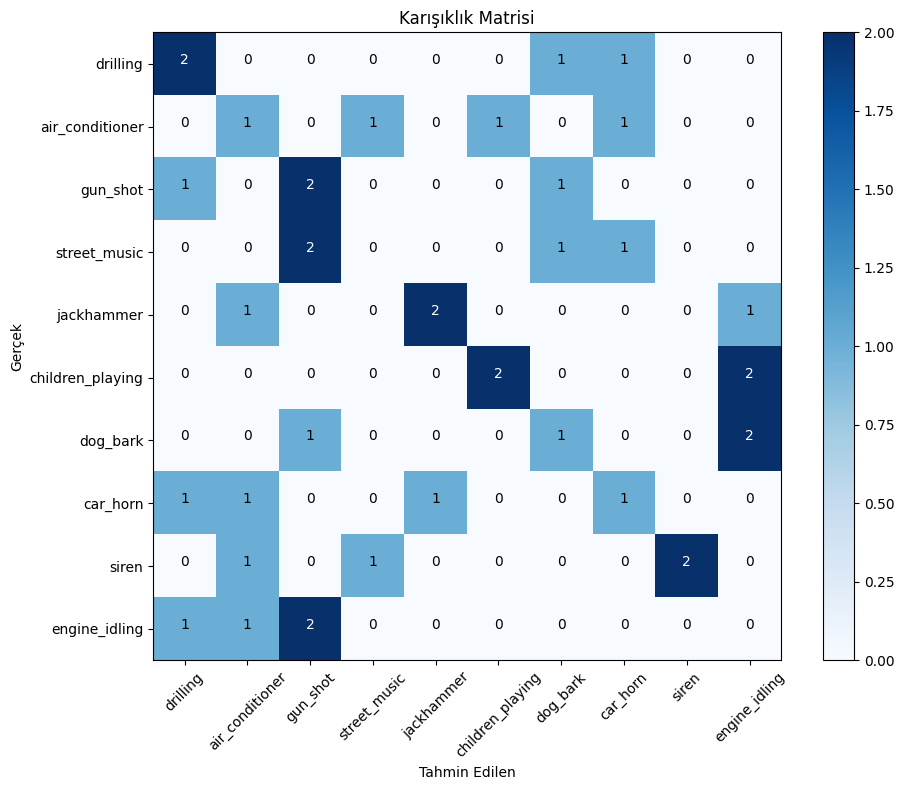 Karışıklık Matrisi
Gerçek
drilling 2 0 0 0 0 0 1 1 0 0
air_conditioner 0 1 0 1 0 1 0 1 0 0
gun_shot 1 0 2 0 0 0 1 0 0 0
street_music 0 0 2 0 0 0 1 1 0 0
jackhammer 0 1 0 0 2 0 0 0 0 1
children_playing 0 0 0 0 0 2 0 0 0 2
dog_bark 0 0 1 0 0 0 1 0 0 2
car_horn 1 1 0 0 1 0 0 1 0 0
siren 0 1 0 1 0 0 0 0 2 0
engine_idling 1 1 2 0 0 0 0 0 0 0
drilling air_conditioner gun_shot street_music jackhammer children_playing dog_bark car_horn siren engine_idling
Tahmin Edilen
2.00
1.75
1.50
1.25
1.00
0.75
0.50
0.25
0.00